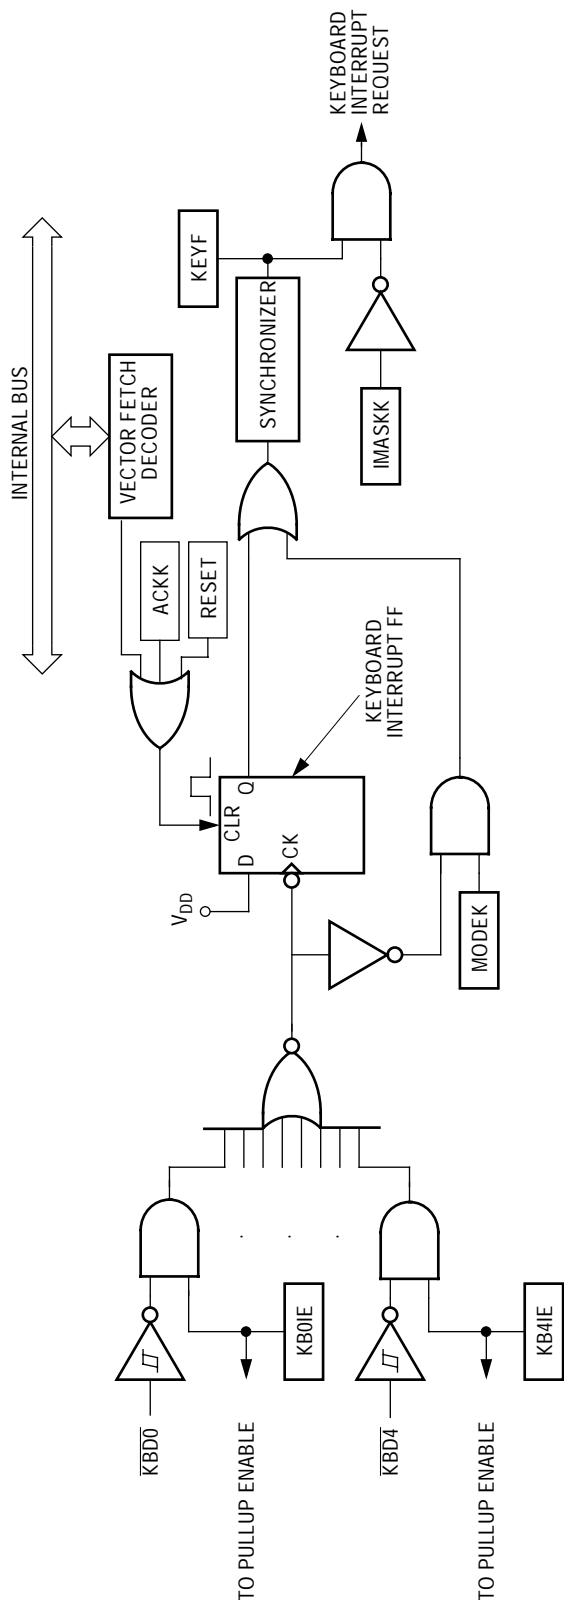 INTERNAL BUS
VECTOR FETCH
DECODER
ACKK
RESET
VDD
D
CLR
Q
CK
KEYBOARD
INTERRUPT FF
SYNCHRONIZER
KEYF
KEYBOARD
INTERRUPT
REQUEST
IMASKK
MODEK
KBD0
KB0IE
TO PULLUP ENABLE
KBD4
KB4IE
TO PULLUP ENABLE